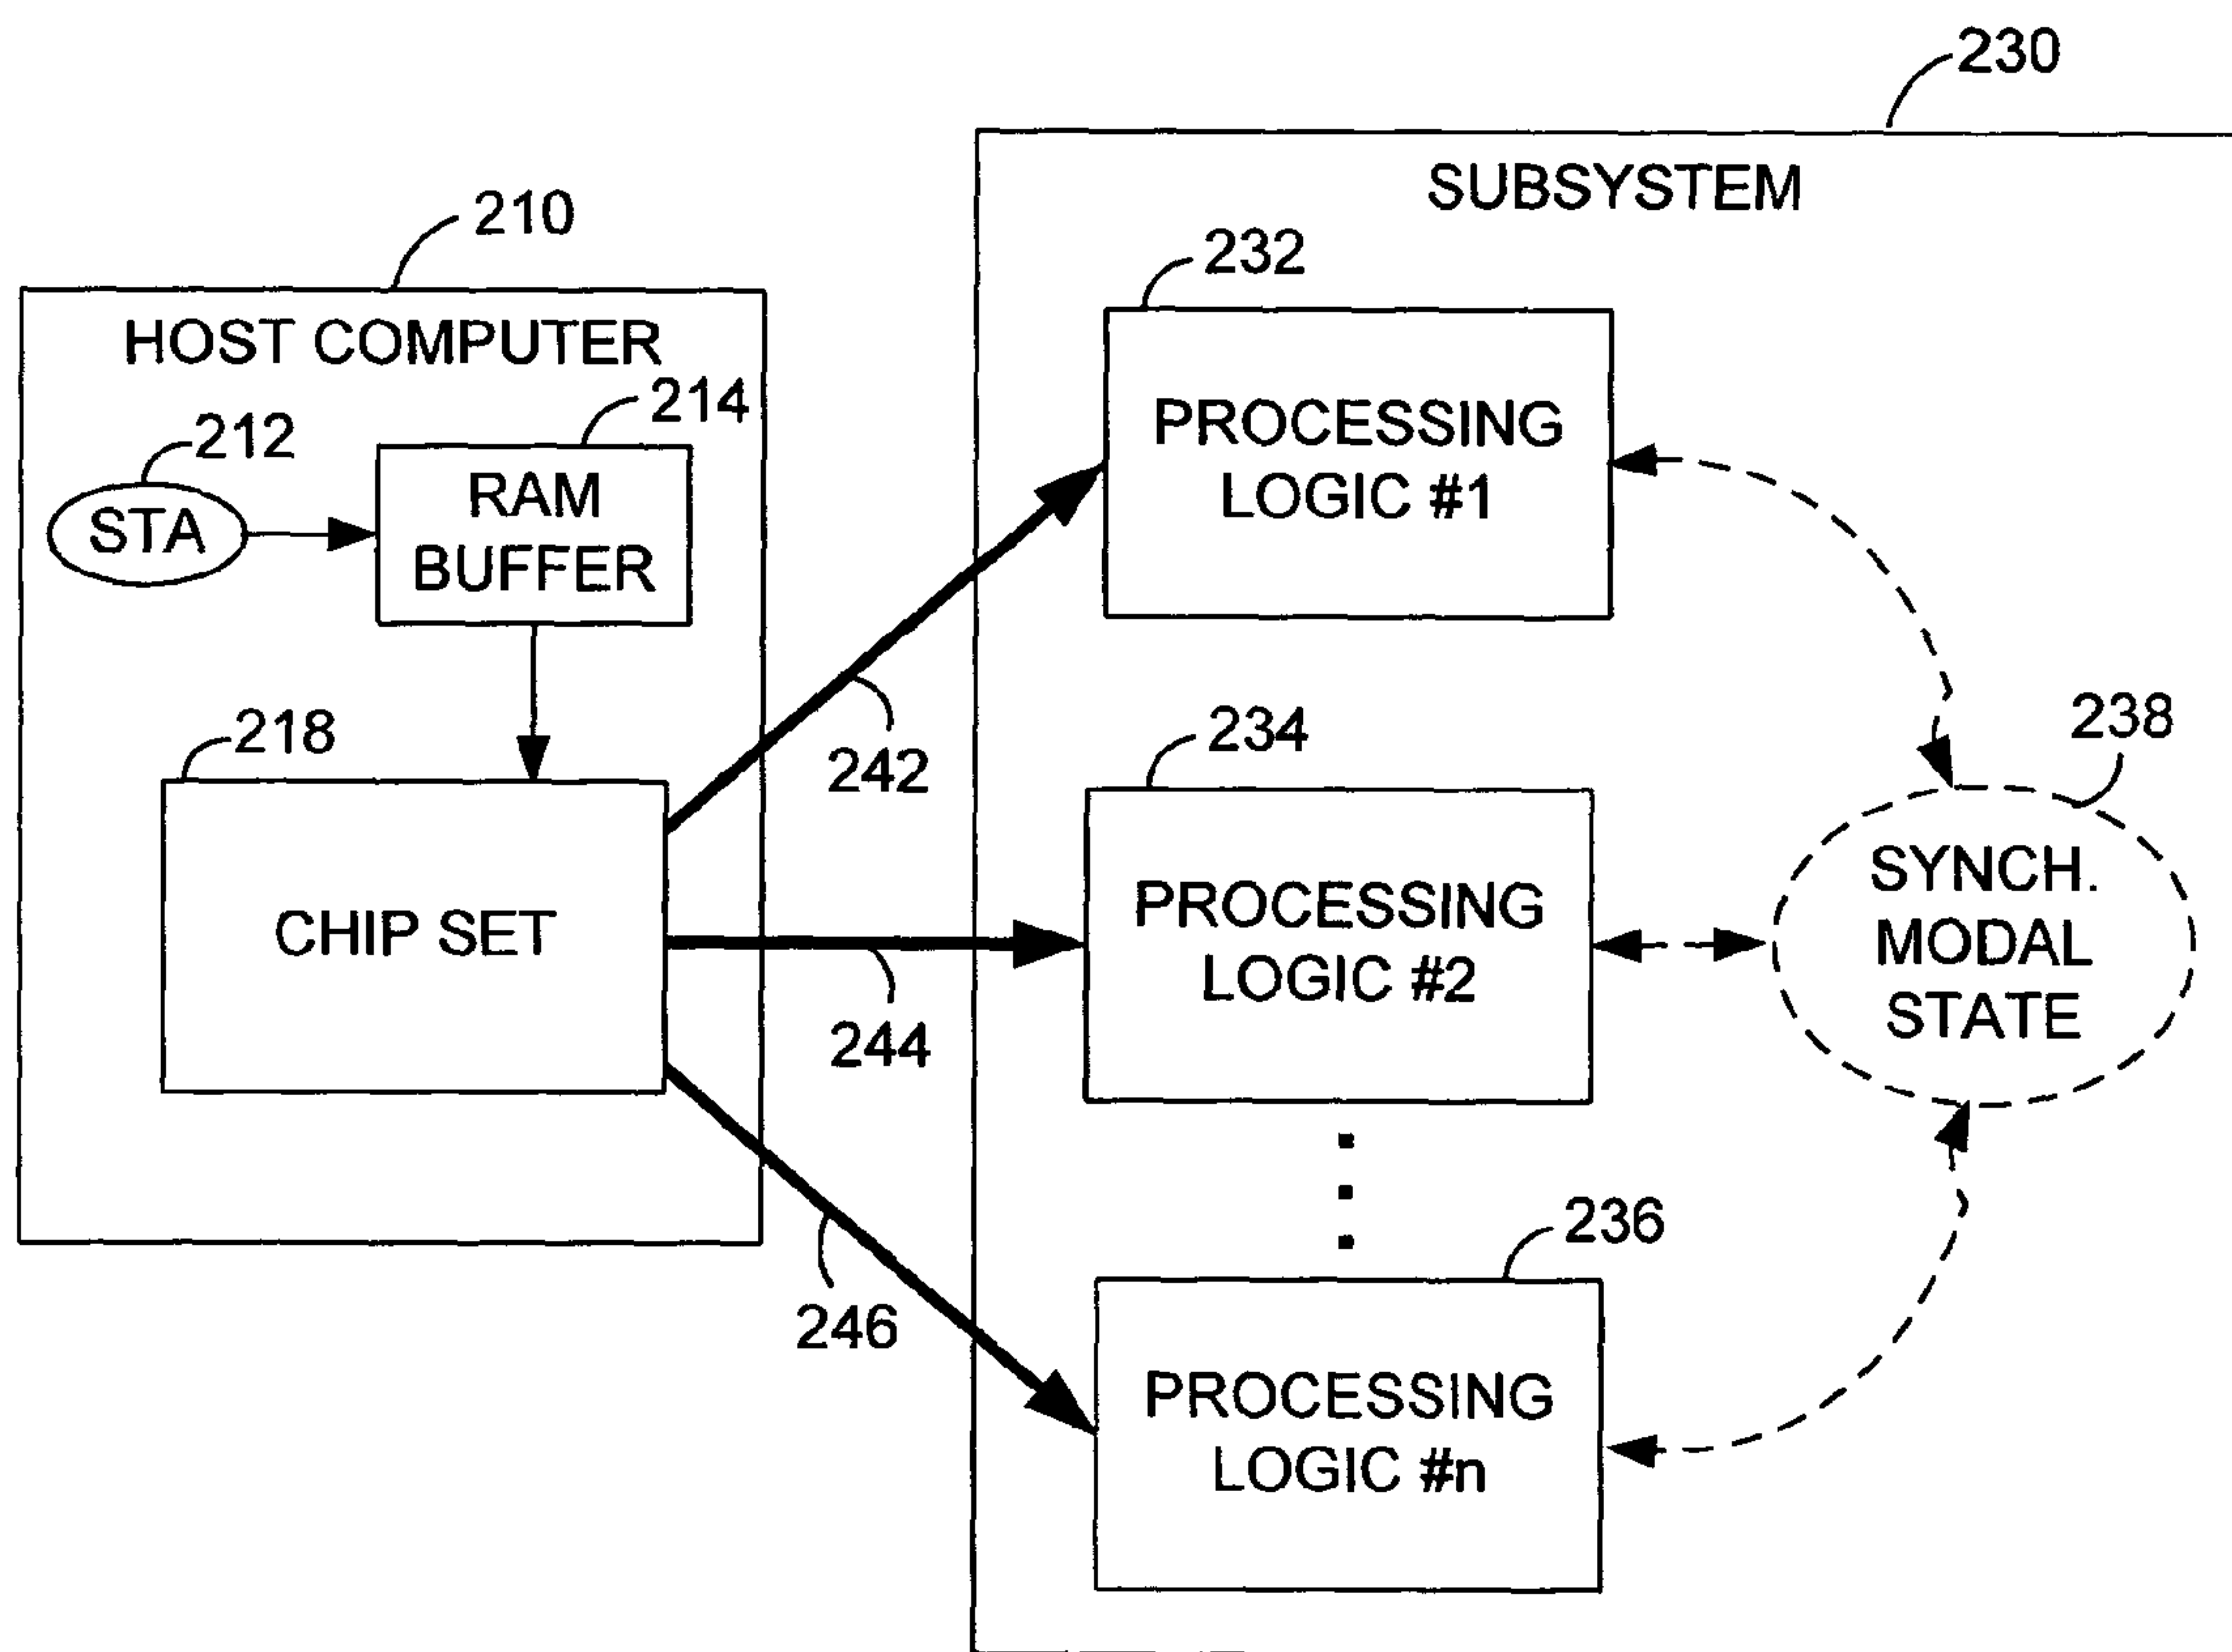 230
SUBSYSTEM
210
HOST COMPUTER
232
PROCESSING
LOGIC #1
214
212
STA
RAM
BUFFER
242
218
CHIP SET
234
PROCESSING
LOGIC #2
238
SYNCH.
MODAL
STATE
244
246
236
PROCESSING
LOGIC #n